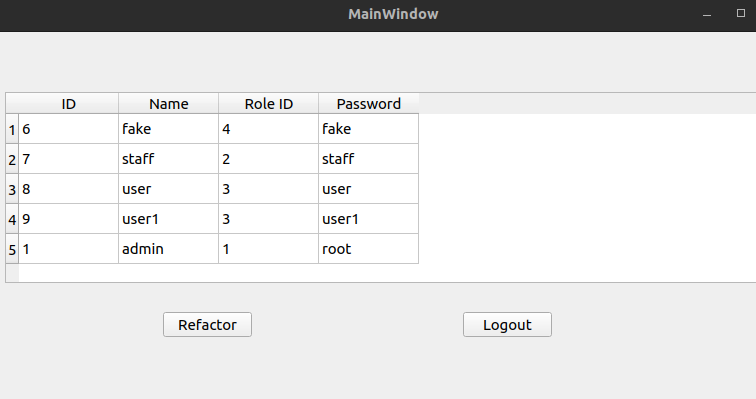 MainWindow
ID Name Role ID Password
1 6 fake 4 fake
2 7 staff 2 staff
3 8 user 3 user
4 9 user1 3 user1
5 1 admin 1 root
Refactor Logout